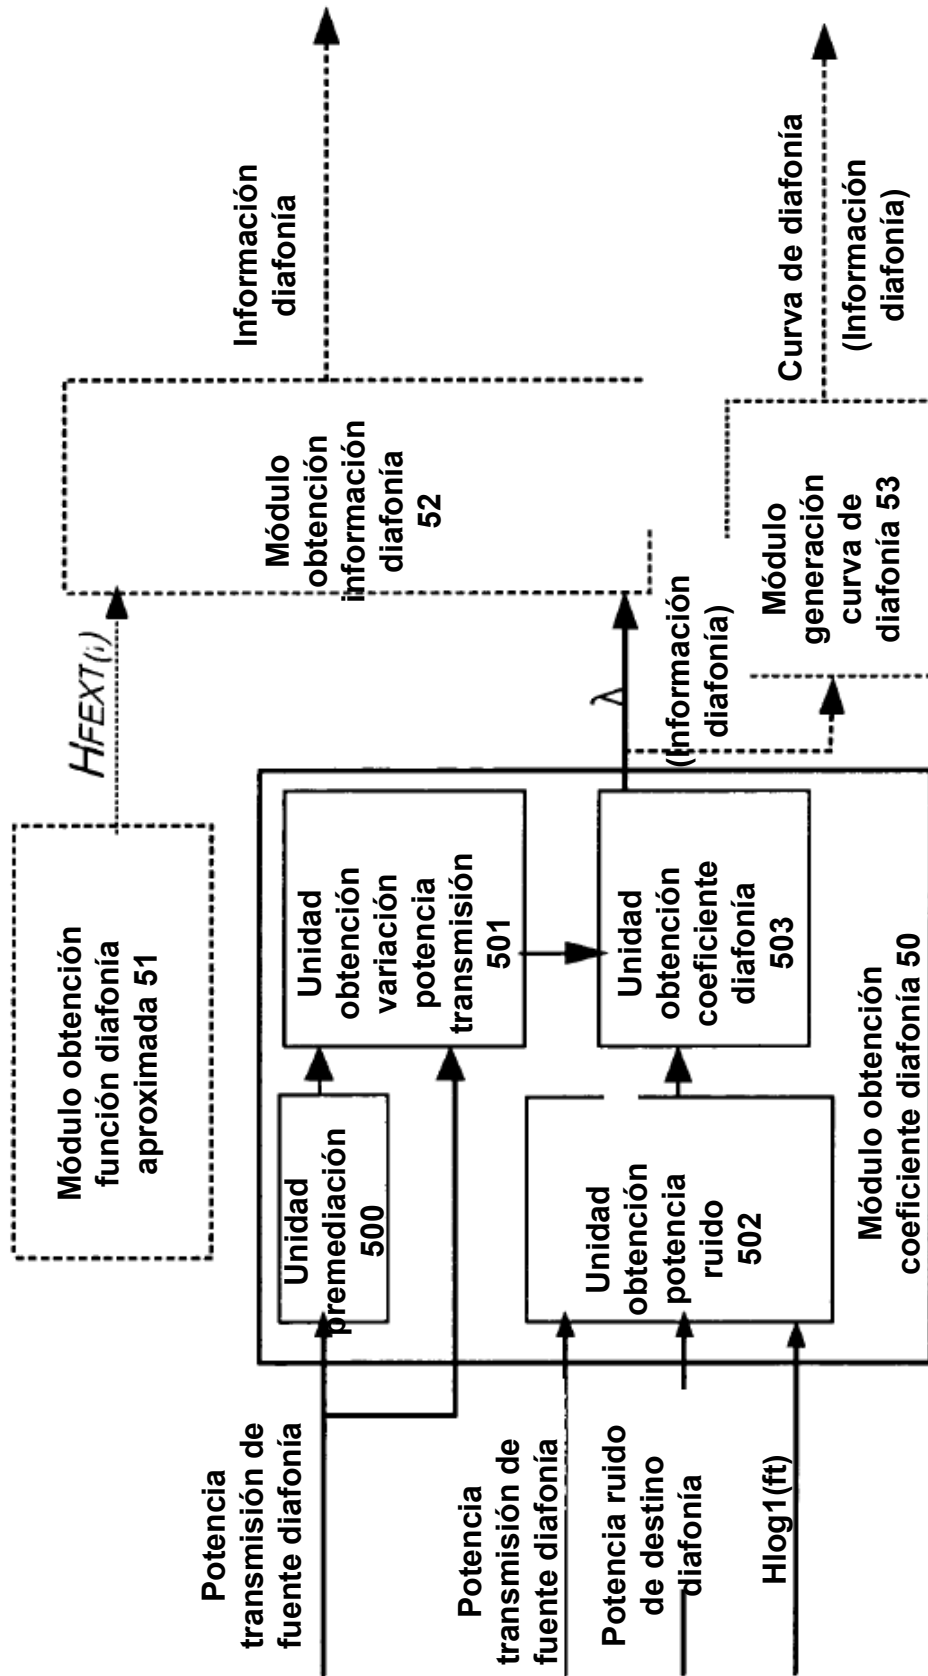 Potencia
transmisión de
fuente diafonía
Potencia
transmisión de
fuente diafonía
Potencia ruido
de destino
diafonía
Hlog1(ft)
Unidad
premediación
500
Unidad
obtención
variación
potencia
transmisión
501
Unidad
obtención
potencia
ruido
502
Unidad
obtención
coeficiente
diafonía
503
Módulo obtención
coeficiente diafonía 50
Módulo obtención
función diafonía
aproximada 51
HFEXT(i)
λ
(Información
diafonía)
Módulo
obtención
información
diafonía
52
Información
diafonía
Módulo
generación
curva de
diafonía 53
Curva de diafonía
(Información
diafonía)